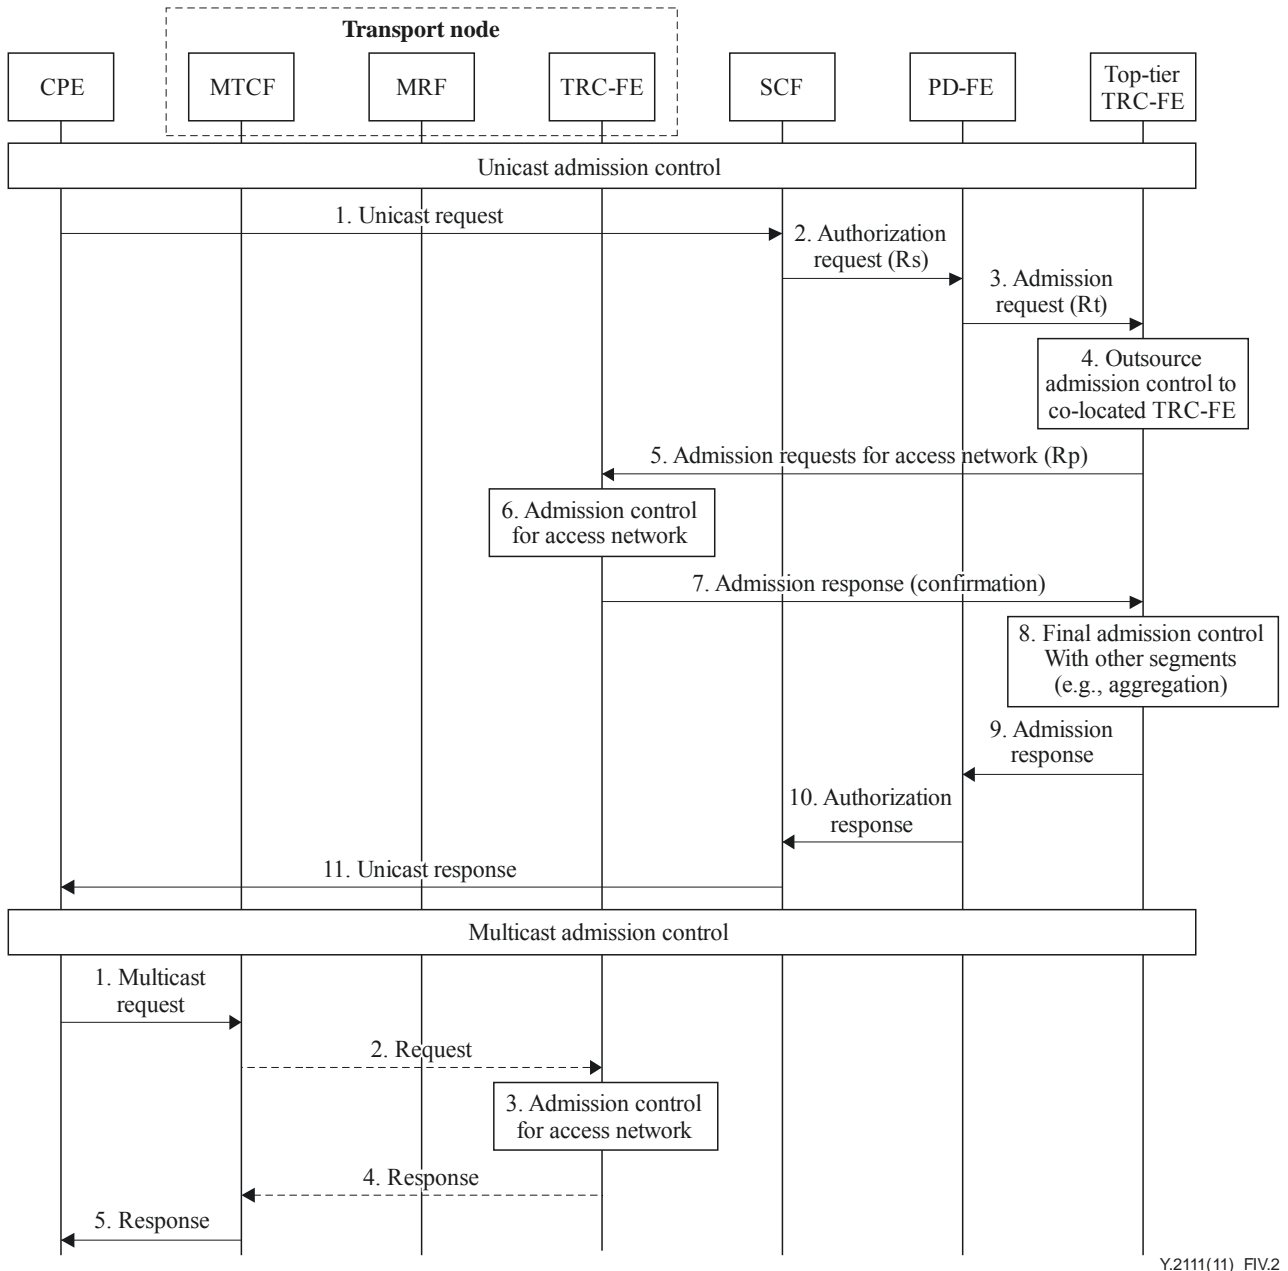 Transport node
CPE
MTCF
MRF
TRC-FE
SCF
PD-FE
Top-tier
TRC-FE
Unicast admission control
1. Unicast request
2. Authorization
request (Rs)
3. Admission
request (Rt)
4. Outsource
admission control to
co-located TRC-FE
5. Admission requests for access network (Rp)
6. Admission control
for access network
7. Admission response (confirmation)
8. Final admission control
With other segments
(e.g., aggregation)
9. Admission
response
10. Authorization
response
11. Unicast response
Multicast admission control
1. Multicast
request
2. Request
3. Admission control
for access network
4. Response
5. Response
Y.2111(11)_FIV.2